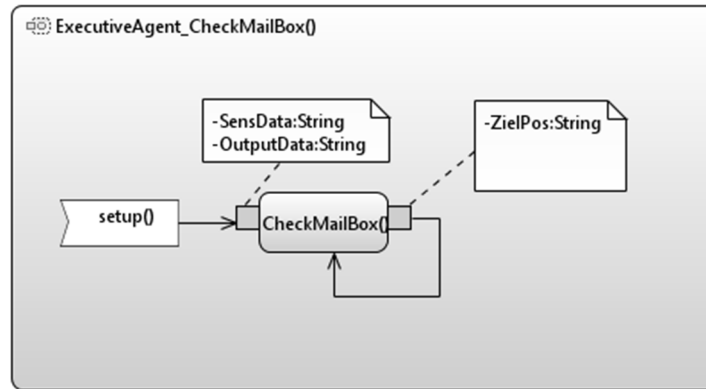 ExecutiveAgent_CheckMailBox()
-SensData:String
-OutputData:String
-ZielPos:String
setup()
CheckMailBox()